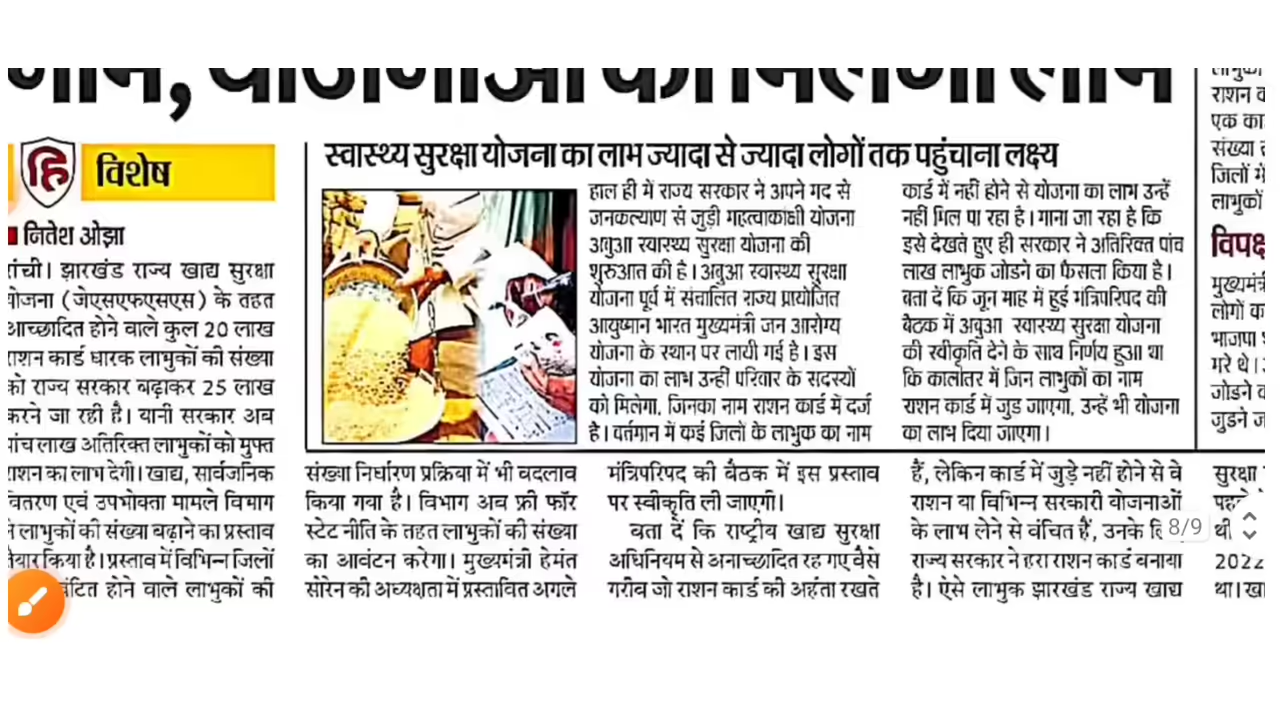 हि विशेष
नितेश ओझा
रांची। झारखंड राज्य खाद्य सुरक्षा
योजना (जेएसएफएसएस) के तहत
आच्छादित होने वाले कुल 20 लाख
राशन कार्ड धारक लाभुकों की संख्या
को राज्य सरकार बढ़ाकर 25 लाख
करने जा रही है। यानी सरकार अब
पांच लाख अतिरिक्त लाभुकों को मुफ्त
राशन का लाभ देगी। खाद्य, सार्वजनिक
वितरण एवं उपभोक्ता मामले विभाग
ने लाभुकों की संख्या बढ़ाने का प्रस्ताव
तैयार किया है। प्रस्ताव में विभिन्न जिलों
होने वाले लाभुकों की
स्वास्थ्य सुरक्षा योजना का लाभ ज्यादा से ज्यादा लोगों तक पहुंचाना लक्ष्य
हाल ही में राज्य सरकार ने अपने मद से
जनकल्याण से जुड़ी महत्वाकांक्षी योजना
अबुआ स्वास्थ्य सुरक्षा योजना की
शुरुआत की है। अबुआ स्वास्थ्य सुरक्षा
योजना पूर्व में संचालित राज्य प्रायोजित
आयुष्मान भारत मुख्यमंत्री जन आरोग्य
योजना के स्थान पर लायी गई है। इस
योजना का लाभ उन्हीं परिवार के सदस्यों
को मिलेगा, जिनका नाम राशन कार्ड में दर्ज
है। वर्तमान में कई जिलों के लाभुक का नाम
कार्ड में नहीं होने से योजना का लाभ उन्हें
नहीं मिल पा रहा है। माना जा रहा है कि
इसे देखते हुए ही सरकार ने अतिरिक्त पांच
लाख लाभुक जोड़ने का फैसला किया है।
बता दें कि जून माह में हुई मंत्रिपरिषद की
बैठक में अबुआ स्वास्थ्य सुरक्षा योजना
की स्वीकृति देने के साथ निर्णय हुआ था
कि कालांतर में जिन लाभुकों का नाम
राशन कार्ड में जुड़ जाएगा, उन्हें भी योजना
का लाभ दिया जाएगा।
संख्या निर्धारण प्रक्रिया में भी बदलाव
किया गया है। विभाग अब फ्री फॉर
स्टेट नीति के तहत लाभुकों की संख्या
का आवंटन करेगा। मुख्यमंत्री हेमंत
सोरेन की अध्यक्षता में प्रस्तावित अगले
मंत्रिपरिषद की बैठक में इस प्रस्ताव
पर स्वीकृति ली जाएगी।
बता दें कि राष्ट्रीय खाद्य सुरक्षा
अधिनियम से अनाच्छादित रह गए वैसे
गरीब जो राशन कार्ड की अर्हता रखते
हैं, लेकिन कार्ड में जुड़े नहीं होने से वे
राशन या विभिन्न सरकारी योजनाओं
के लाभ लेने से वंचित हैं, उनके
राज्य सरकार ने हरा राशन कार्ड बनाया
है। ऐसे लाभुक झारखंड राज्य खाद्य
8/9
राशन
एक
संख्या
जिलों में
लाभुकों
लोगों
भाजपा
मरे थे।
जोड़ने
जुड़ने
सुरक्षा
थी
2022
था।